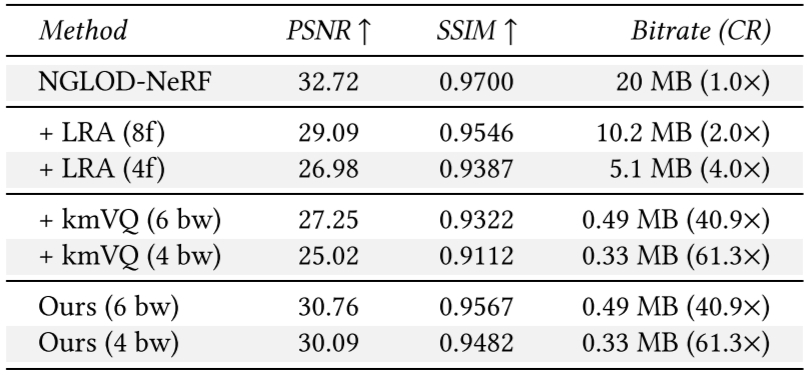 Method PSNR ↑ SSIM ↑ Bitrate (CR)
NGLOD-NeRF 32.72 0.9700 20 MB (1.0×)
+ LRA (8f) 29.09 0.9546 10.2 MB (2.0×)
+ LRA (4f) 26.98 0.9387 5.1 MB (4.0×)
+ kmVQ (6 bw) 27.25 0.9322 0.49 MB (40.9×)
+ kmVQ (4 bw) 25.02 0.9112 0.33 MB (61.3×)
Ours (6 bw) 30.76 0.9567 0.49 MB (40.9×)
Ours (4 bw) 30.09 0.9482 0.33 MB (61.3×)